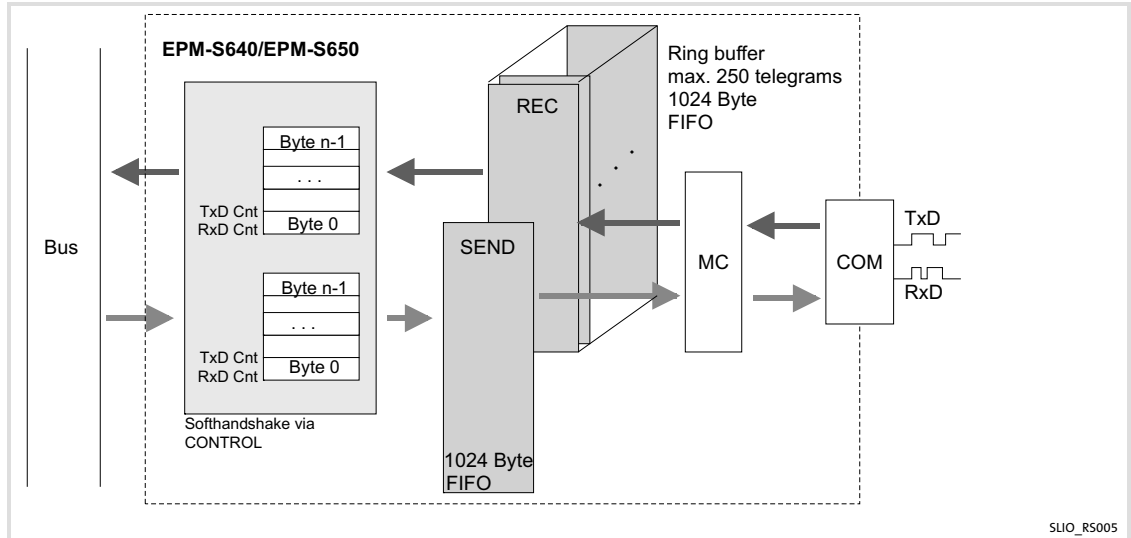 EPM-S640/EPM-S650
Ring buffer
max. 250 telegrams
1024 Byte
FIFO
REC
Byte n-1
. . .
TxD Cnt
RxD Cnt
Byte 0
Bus
SEND
MC
COM
TxD
RxD
Byte n-1
. . .
TxD Cnt
RxD Cnt
Byte 0
Softhandshake via
CONTROL
1024 Byte
FIFO
SLIO_RS005